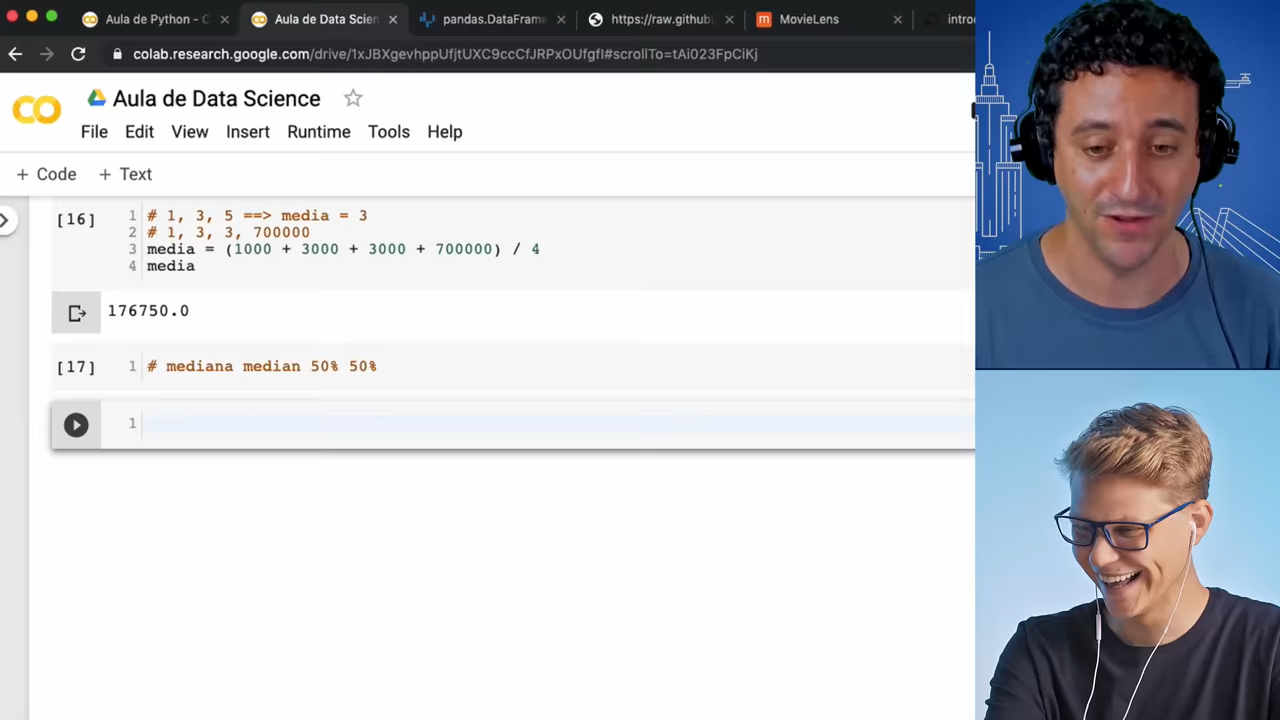 Aula de Python - C
Aula de Data Scien
pandas.DataFrame
https://raw.githubu
MovieLens
introd
colab.research.google.com/drive/1xJBXgevhppUfjtUXC9ccCfJRPxOUfgfI#scrollTo=tAi023FpCiKj
Aula de Data Science
File Edit View Insert Runtime Tools Help
+ Code + Text
[16]
1 # 1, 3, 5 ==> media = 3
2 # 1, 3, 3, 700000
3 media = (1000 + 3000 + 3000 + 700000) / 4
4 media
176750.0
[17] 1 # mediana median 50% 50%
1